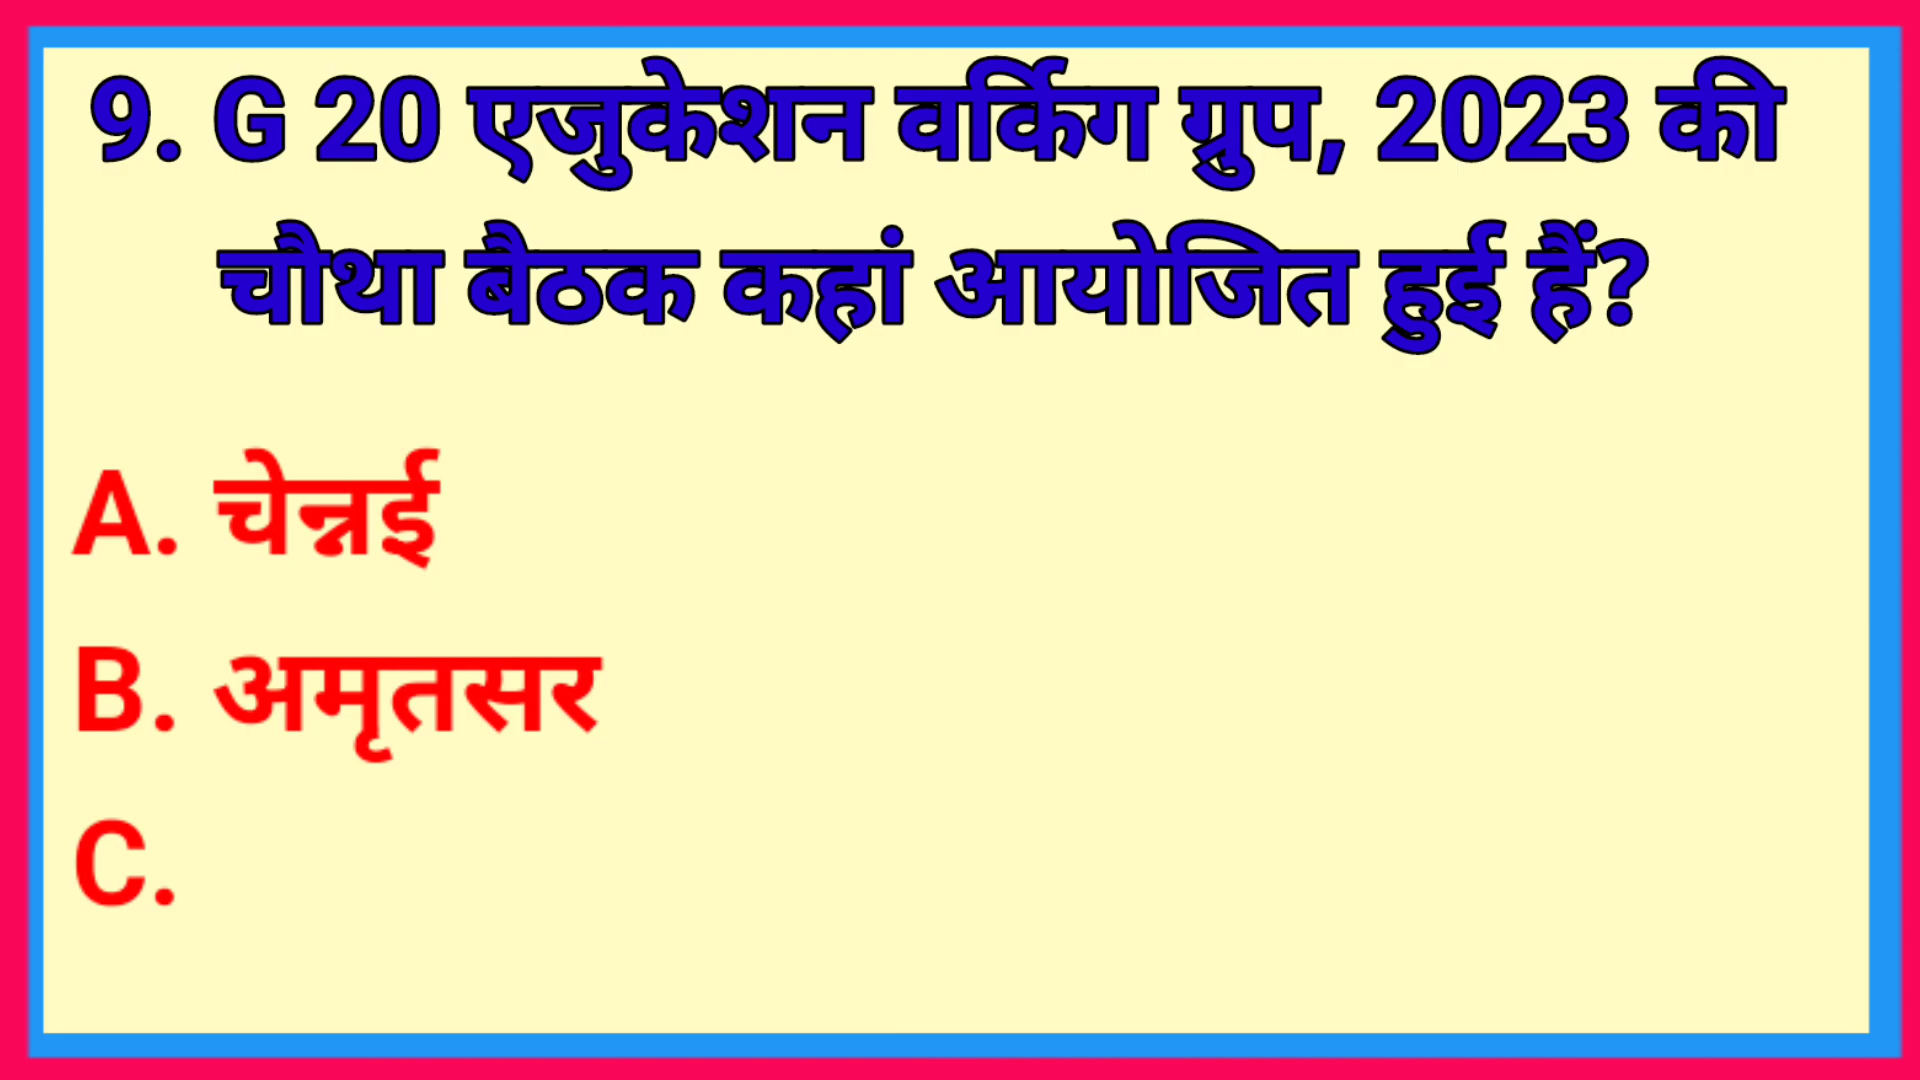 9. G 20 एजुकेशन वर्किंग ग्रुप, 2023 की
चौथा बैठक कहां आयोजित हुई हैं?
A. चेन्नई
B. अमृतसर
C.